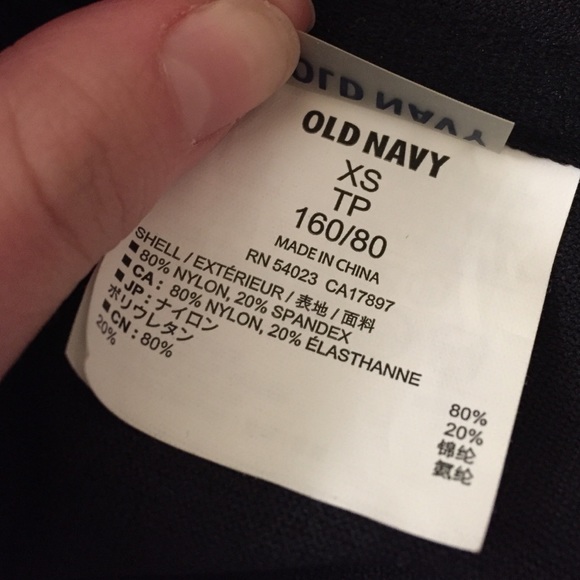 OLD NAVY
OLD NAVY
XS
TP
160/80
MADE IN CHINA
RN 54023 CA17897
SHELL / EXTÉRIEUR / 表地 / 面料
■ 80% NYLON, 20% SPANDEX
■ CA : 80% NYLON, 20% ÉLASTHANNE
■ JP : ナイロン 80%
ポリウレタン 20%
■ CN : 80% 锦纶
20% 氨纶